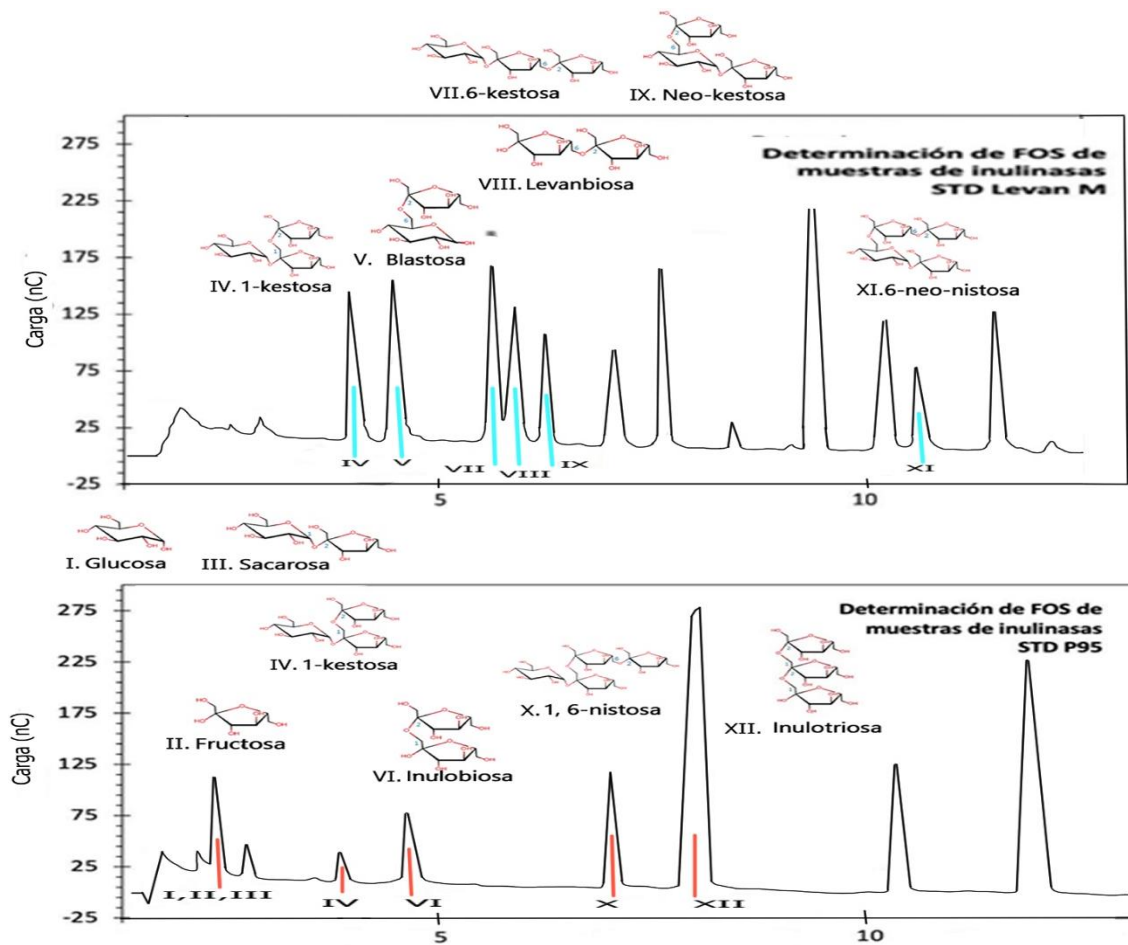 VII.6-kestosa
IX. Neo-kestosa
Determinación de FOS de
muestras de inulinasas
STD Levan M
VIII. Levanbiosa
IV. 1-kestosa
V. Blastosa
XI.6-neo-nistosa
Carga (nC)
275
225
175
125
75
25
-25
IV
V
VII
VIII
IX
XI
5
10
I. Glucosa
III. Sacarosa
Determinación de FOS de
muestras de inulinasas
STD P95
IV. 1-kestosa
II. Fructosa
VI. Inulobiosa
X.1, 6-nistosa
XII. Inulotriosa
Carga (nC)
275
225
175
125
75
25
-25
I,II,III
IV
VI
X
XII
5
10